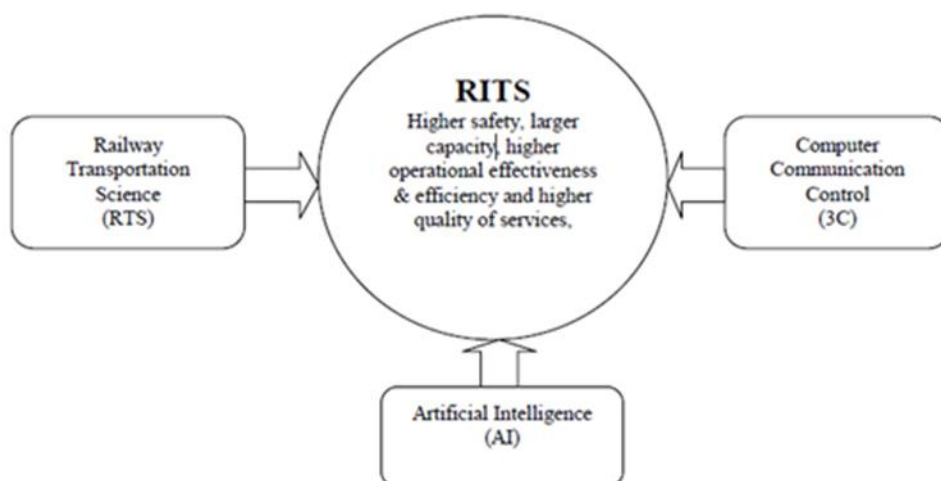 RITS
Higher safety, larger
capacity, higher
operational effectiveness
& efficiency and higher
quality of services,
Railway
Transportation
Science
(RTS)
Computer
Communication
Control
(3C)
Artificial Intelligence
(AI)